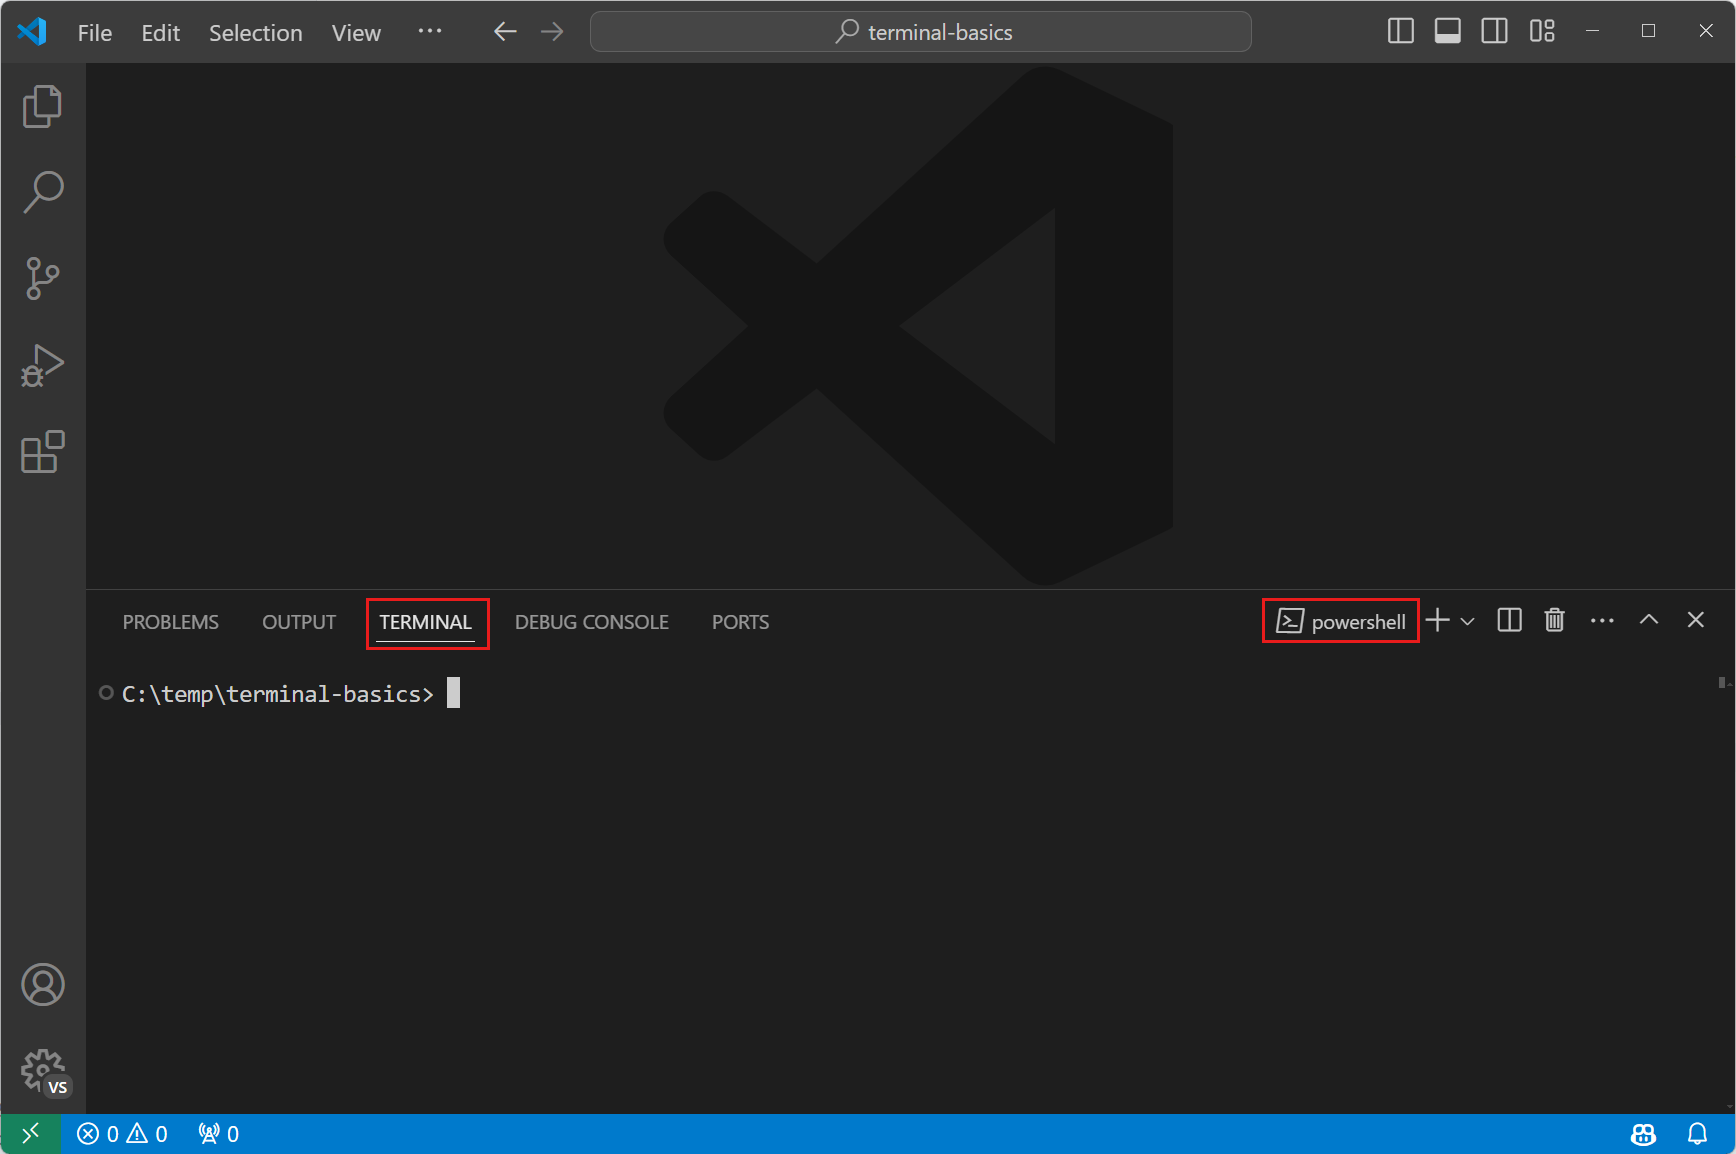 File Edit Selection View ··· terminal-basics
PROBLEMS OUTPUT TERMINAL DEBUG CONSOLE PORTS powershell
C:\temp\terminal-basics>
VS
0 0 0